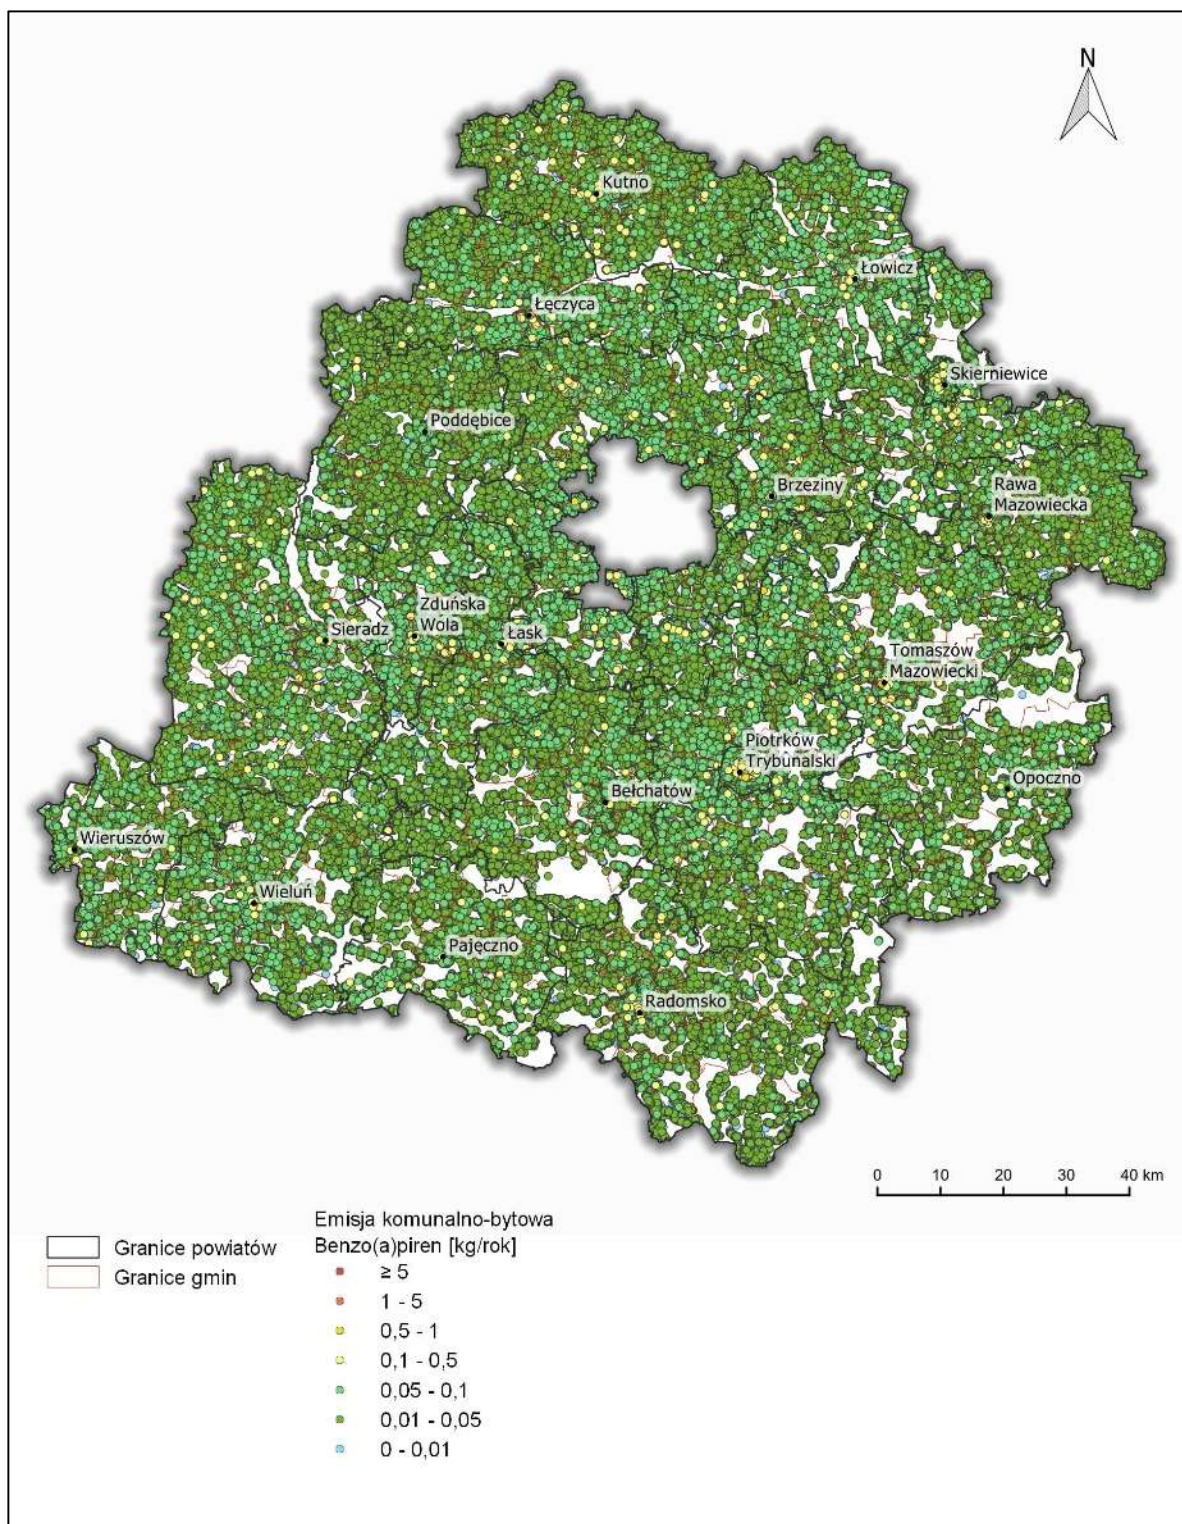 N
Kutno
Łowicz
Łęczyca
Skierniewice
Poddębice
Brzeziny
Rawa
Mazowiecka
Zduńska
Wola
Sieradz
Łask
Tomaszów
Mazowiecki
Piotrków
Trybunalski
Opoczno
Bełchatów
Wieruszów
Wieluń
Pajęczno
Radomsko
0 10 20 30 40 km
Emisja komunalno-bytowa
Benzo(a)piren [kg/rok]
Granice powiatów
Granice gmin
≥ 5
1 - 5
0,5 - 1
0,1 - 0,5
0,05 - 0,1
0,01 - 0,05
0 - 0,01